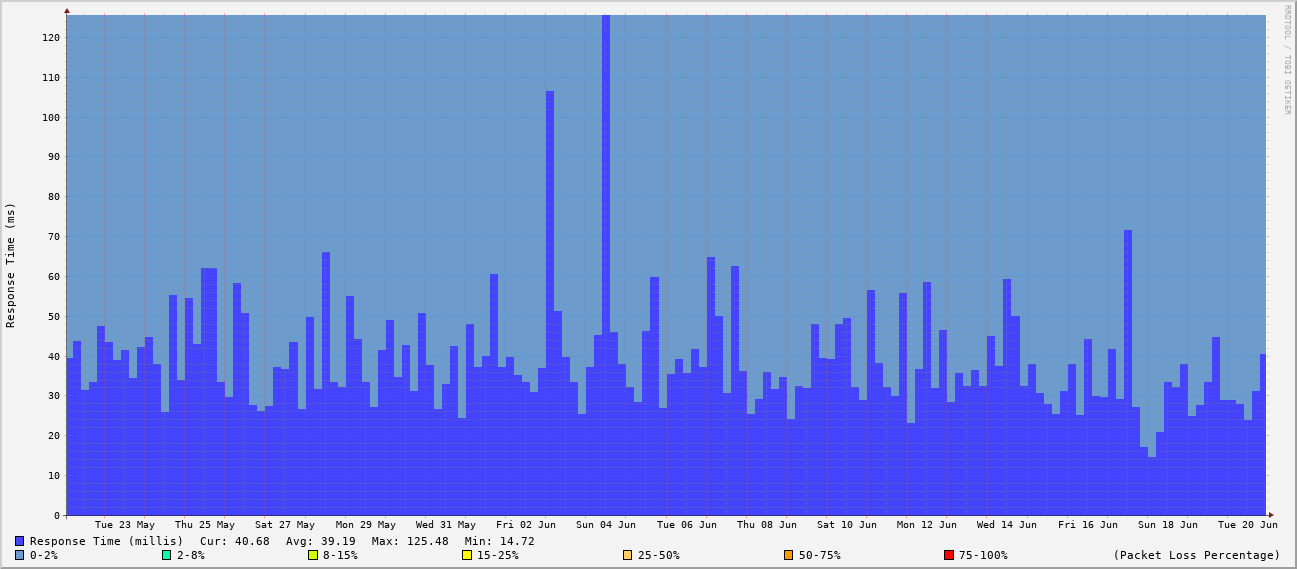 RRDTOOL / TOBI OETIKER
Response Time (ms)
120
110
100
90
80
70
60
50
40
30
20
10
0
Tue 23 May Thu 25 May Sat 27 May Mon 29 May Wed 31 May Fri 02 Jun Sun 04 Jun Tue 06 Jun Thu 08 Jun Sat 10 Jun Mon 12 Jun Wed 14 Jun Fri 16 Jun Sun 18 Jun Tue 20 Jun
Response Time (millis) Cur: 40.68 Avg: 39.19 Max: 125.48 Min: 14.72
0-2% 2-8% 8-15% 15-25% 25-50% 50-75% 75-100% (Packet Loss Percentage)